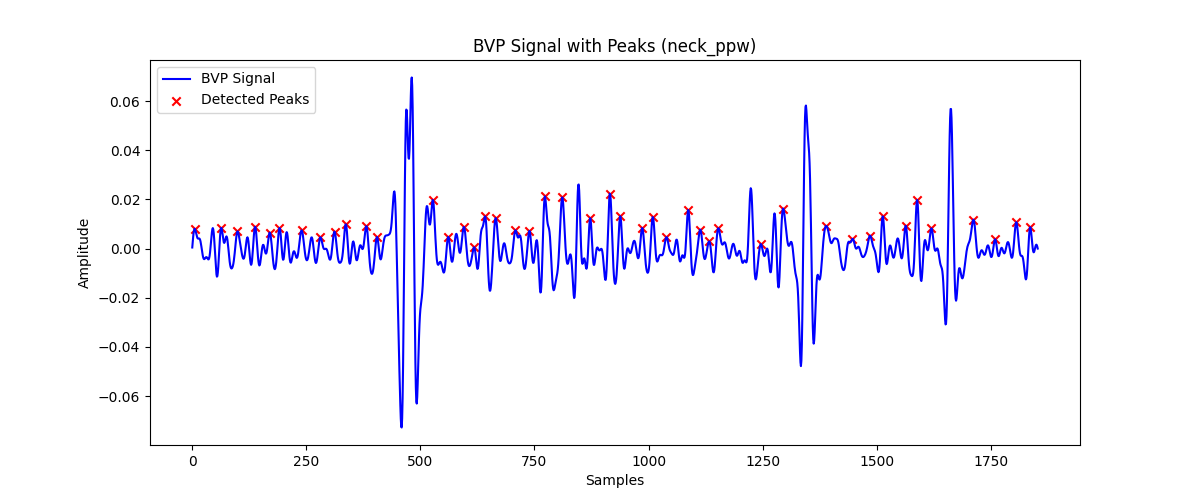 BVP Signal with Peaks (neck_ppw)
BVP Signal
Detected Peaks
Amplitude
0.06
0.04
0.02
0.00
−0.02
−0.04
−0.06
0 250 500 750 1000 1250 1500 1750
Samples